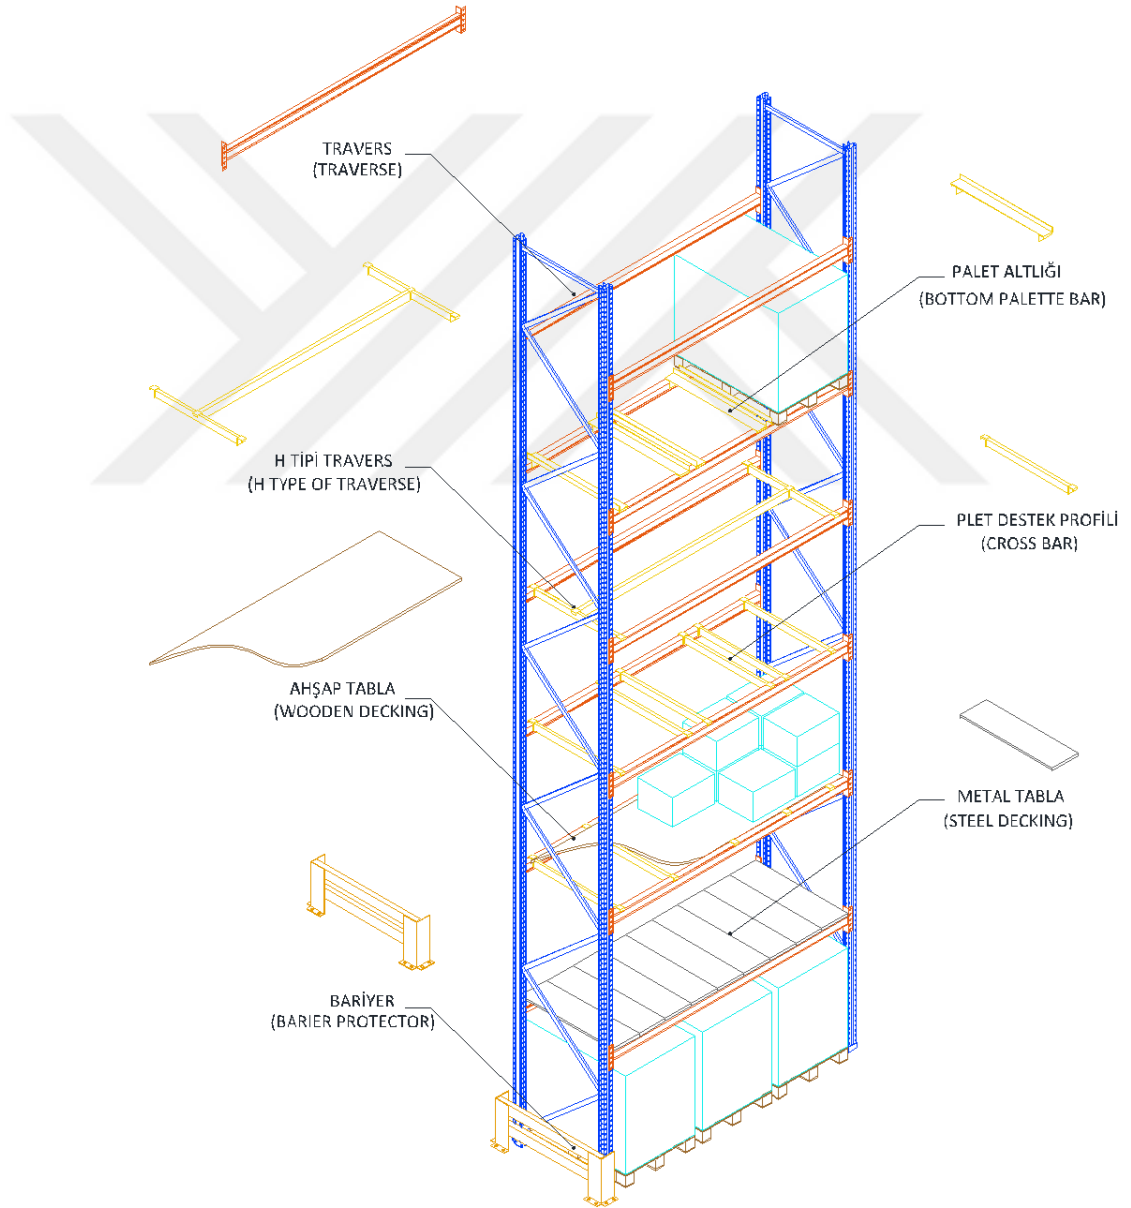 TRAVERS
(TRAVERSE)
PALET ALTLIĞI
(BOTTOM PALETTE BAR)
H TİPİ TRAVERS
(H TYPE OF TRAVERSE)
PLET DESTEK PROFİLİ
(CROSS BAR)
AHŞAP TABLA
(WOODEN DECKING)
METAL TABLA
(STEEL DECKING)
BARİYER
(BARIER PROTECTOR)